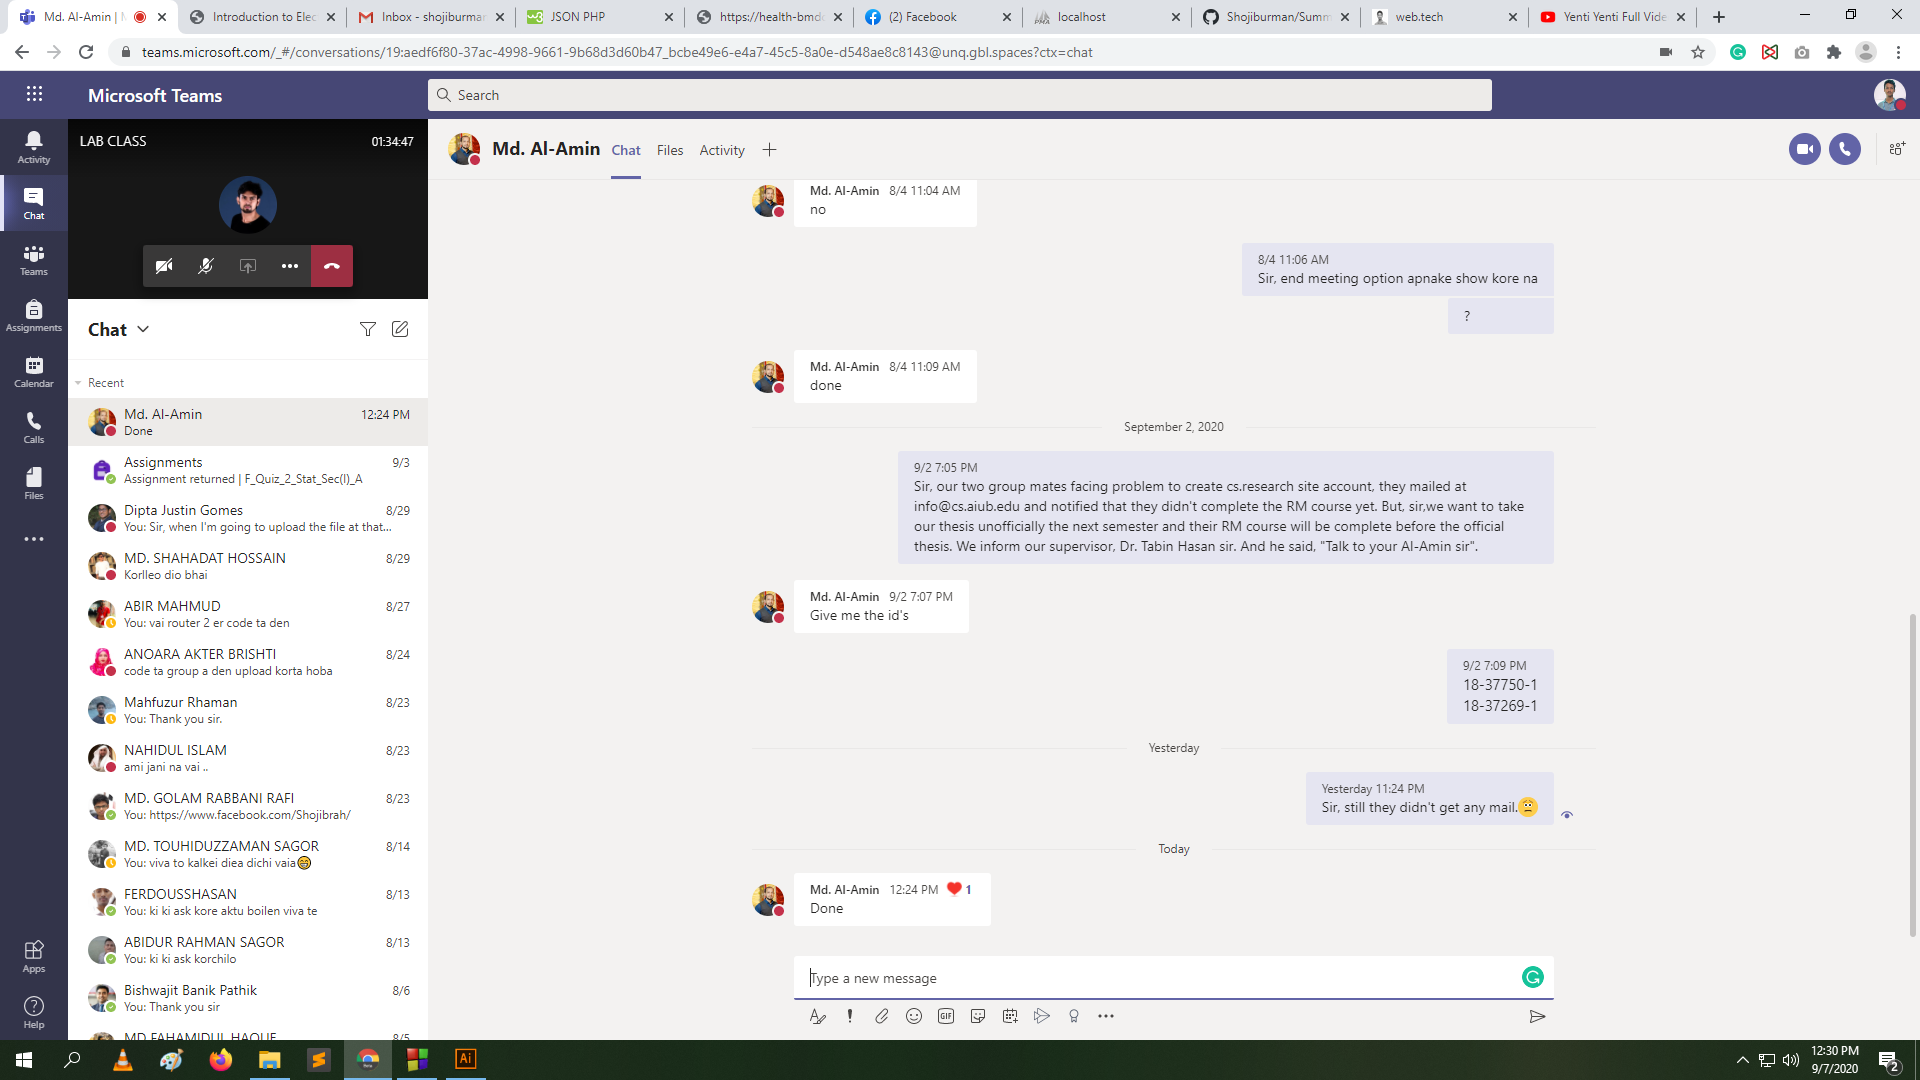 Md. Al-Amin | M
Introduction to Elec
Inbox - shojiburman
JSON PHP
https://health-bmdc
(2) Facebook
localhost
Shojiburman/Summ
web.tech
Yenti Yenti Full Vide
teams.microsoft.com/_#/conversations/19:aedf6f80-37ac-4998-9661-9b68d3d60b47_bcbe49e6-e4a7-45c5-8a0e-d548ae8c8143@unq.gbl.spaces?ctx=chat
Microsoft Teams
Search
Activity
Chat
Teams
Assignments
Calendar
Calls
Files
Apps
Help
LAB CLASS 01:34:47
Chat
Recent
Md. Al-Amin 12:24 PM
Done
Assignments 9/3
Assignment returned | F_Quiz_2_Stat_Sec(I)_A
Dipta Justin Gomes 8/29
You: Sir, when I'm going to upload the file at that...
MD. SHAHADAT HOSSAIN 8/29
Korlleo dio bhai
ABIR MAHMUD 8/27
You: vai router 2 er code ta den
ANOARA AKTER BRISHTI 8/24
code ta group a den upload korta hoba
Mahfuzur Rhaman 8/23
You: Thank you sir.
NAHIDUL ISLAM 8/23
ami jani na vai ..
MD. GOLAM RABBANI RAFI 8/23
You: https://www.facebook.com/Shojibrah/
MD. TOUHIDUZZAMAN SAGOR 8/14
You: viva to kalkei diea dichi vaia😁
FERDOUSSHASAN 8/13
You: ki ki ask kore aktu boilen viva te
ABIDUR RAHMAN SAGOR 8/13
You: ki ki ask korchilo
Bishwajit Banik Pathik 8/6
You: Thank you sir
MD FAHAMIDUL HAQUE 8/5
Md. Al-Amin Chat Files Activity
Md. Al-Amin 8/4 11:04 AM
no
8/4 11:06 AM
Sir, end meeting option apnake show kore na
?
Md. Al-Amin 8/4 11:09 AM
done
September 2, 2020
9/2 7:05 PM
Sir, our two group mates facing problem to create cs.research site account, they mailed at
info@cs.aiub.edu and notified that they didn't complete the RM course yet. But, sir,we want to take
our thesis unofficially the next semester and their RM course will be complete before the official
thesis. We inform our supervisor, Dr. Tabin Hasan sir. And he said, "Talk to your Al-Amin sir".
Md. Al-Amin 9/2 7:07 PM
Give me the id's
9/2 7:09 PM
18-37750-1
18-37269-1
Yesterday
Yesterday 11:24 PM
Sir, still they didn't get any mail.
Today
Md. Al-Amin 12:24 PM ❤ 1
Done
Type a new message
GIF
Ai
12:30 PM
9/7/2020
2